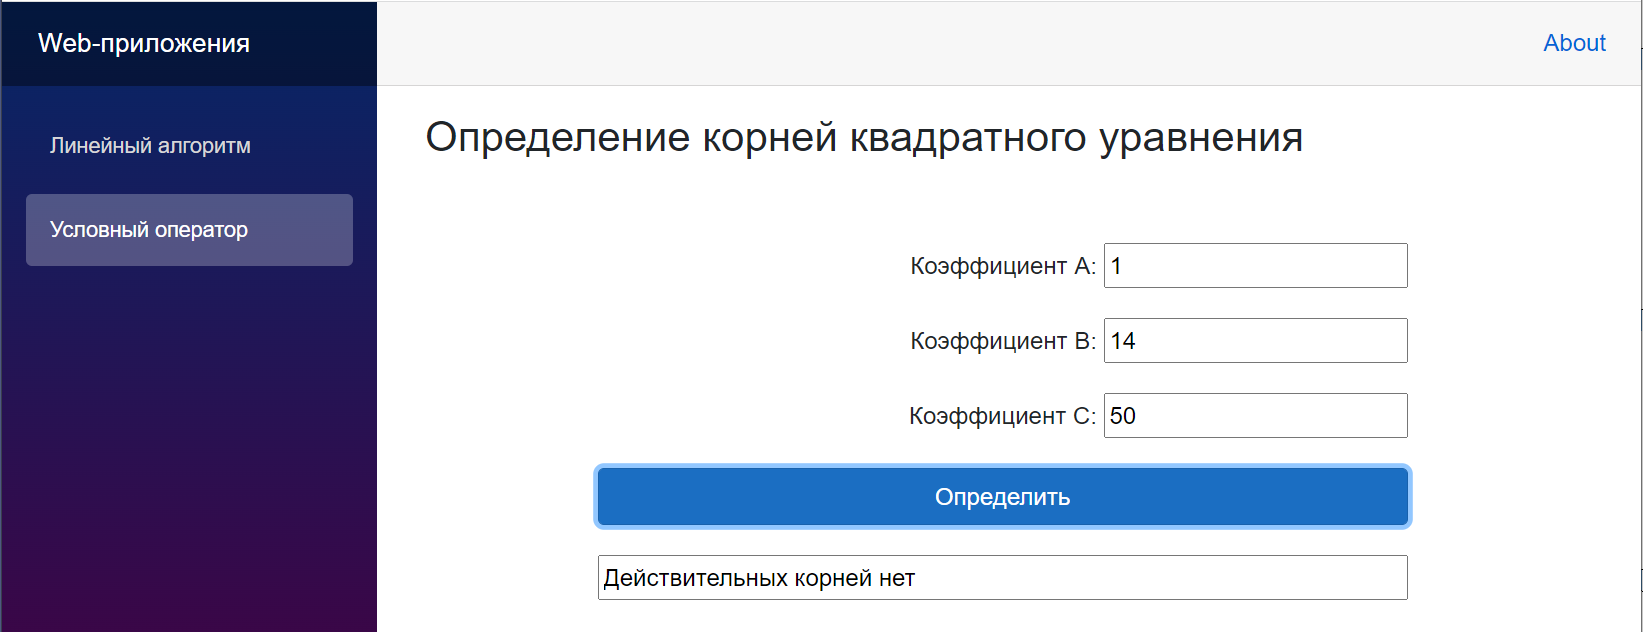 Web-приложения
About
Линейный алгоритм
Условный оператор
Определение корней квадратного уравнения
Коэффициент A: 1
Коэффициент B: 14
Коэффициент C: 50
Определить
Действительных корней нет